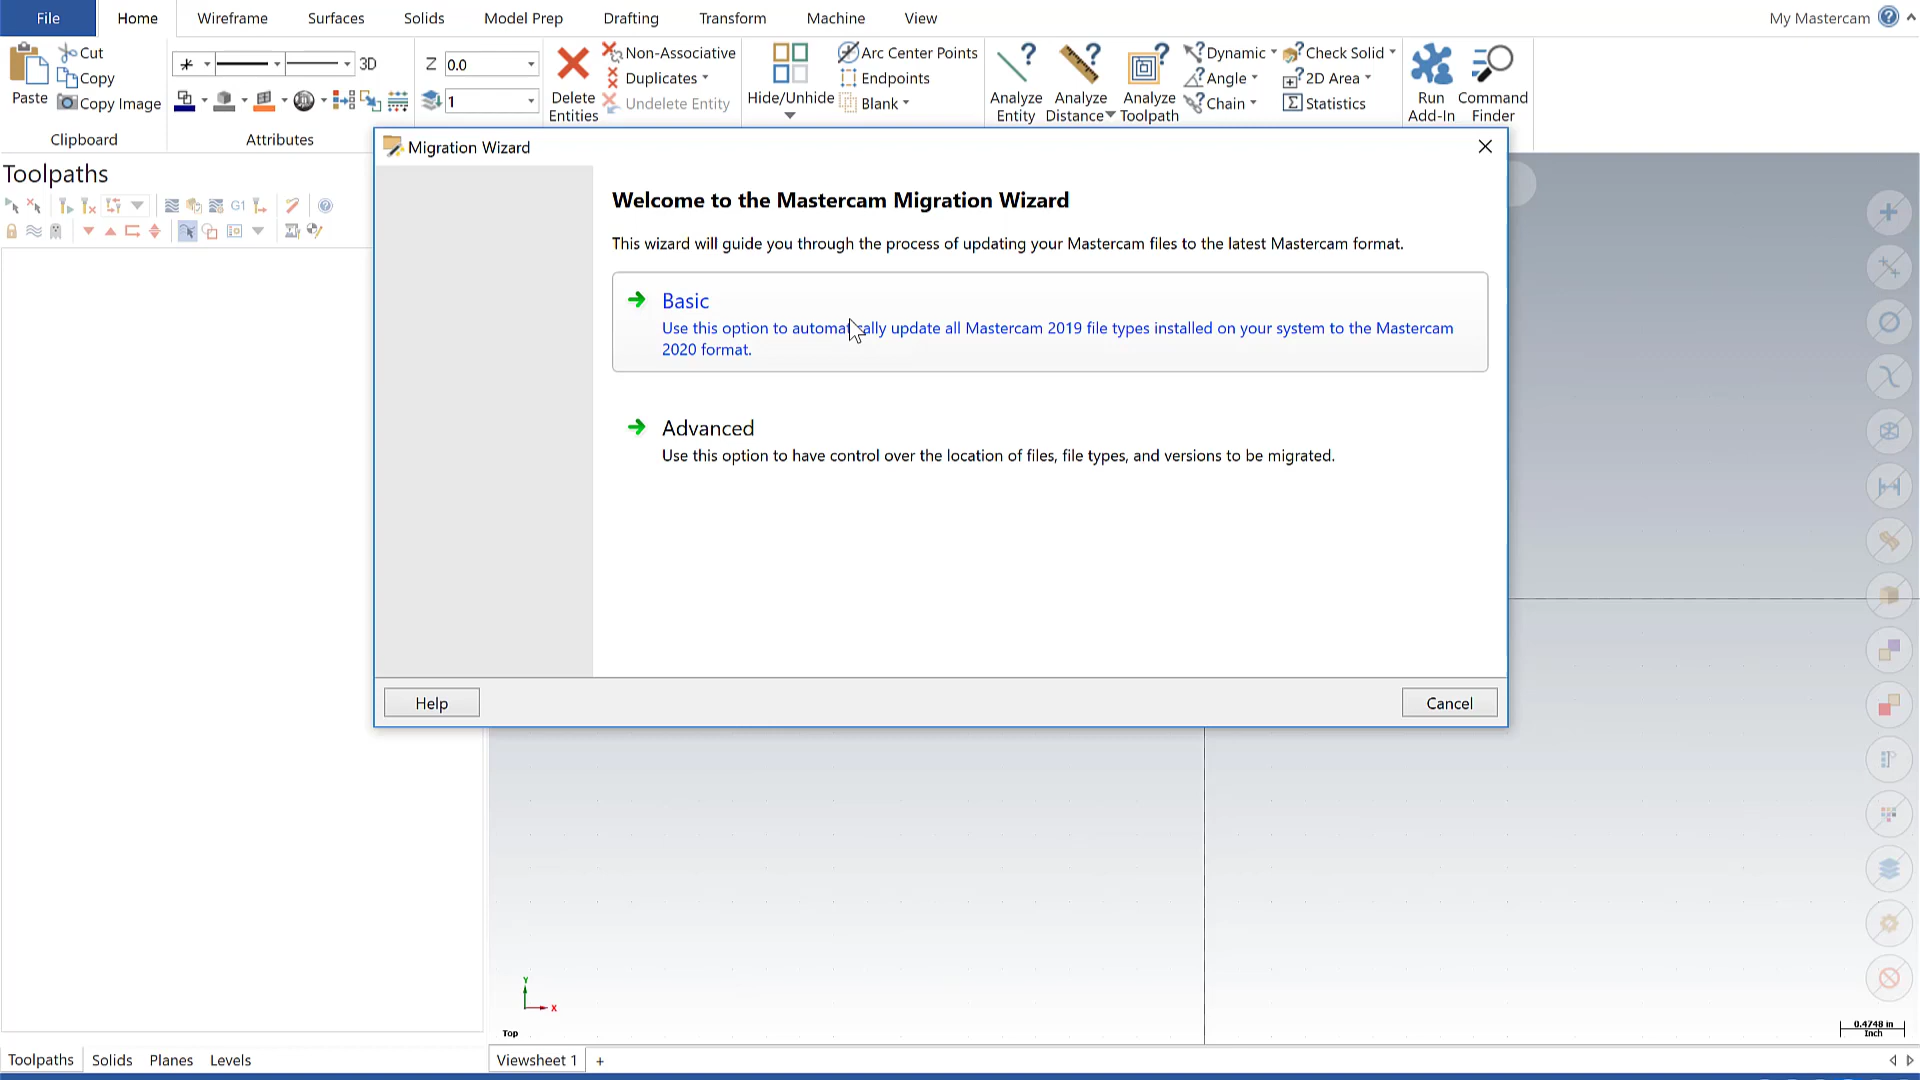 File
Home
Wireframe
Surfaces
Solids
Model Prep
Drafting
Transform
Machine
View
My Mastercam
Paste
Cut
Copy
Copy Image
Clipboard
3D
Attributes
Z 0.0
1
Delete
Entities
Non-Associative
Duplicates
Undelete Entity
Hide/Unhide
Arc Center Points
Endpoints
Blank
Analyze
Entity
Analyze
Distance
Analyze
Toolpath
Dynamic
Angle
Chain
Check Solid
2D Area
Statistics
Run
Add-In
Command
Finder
Toolpaths
G1
Migration Wizard
Welcome to the Mastercam Migration Wizard
This wizard will guide you through the process of updating your Mastercam files to the latest Mastercam format.
Basic
Use this option to automatically update all Mastercam 2019 file types installed on your system to the Mastercam
2020 format.
Advanced
Use this option to have control over the location of files, file types, and versions to be migrated.
Help
Cancel
Y
X
Top
0.4748 in
Inch
Toolpaths
Solids
Planes
Levels
Viewsheet 1
+